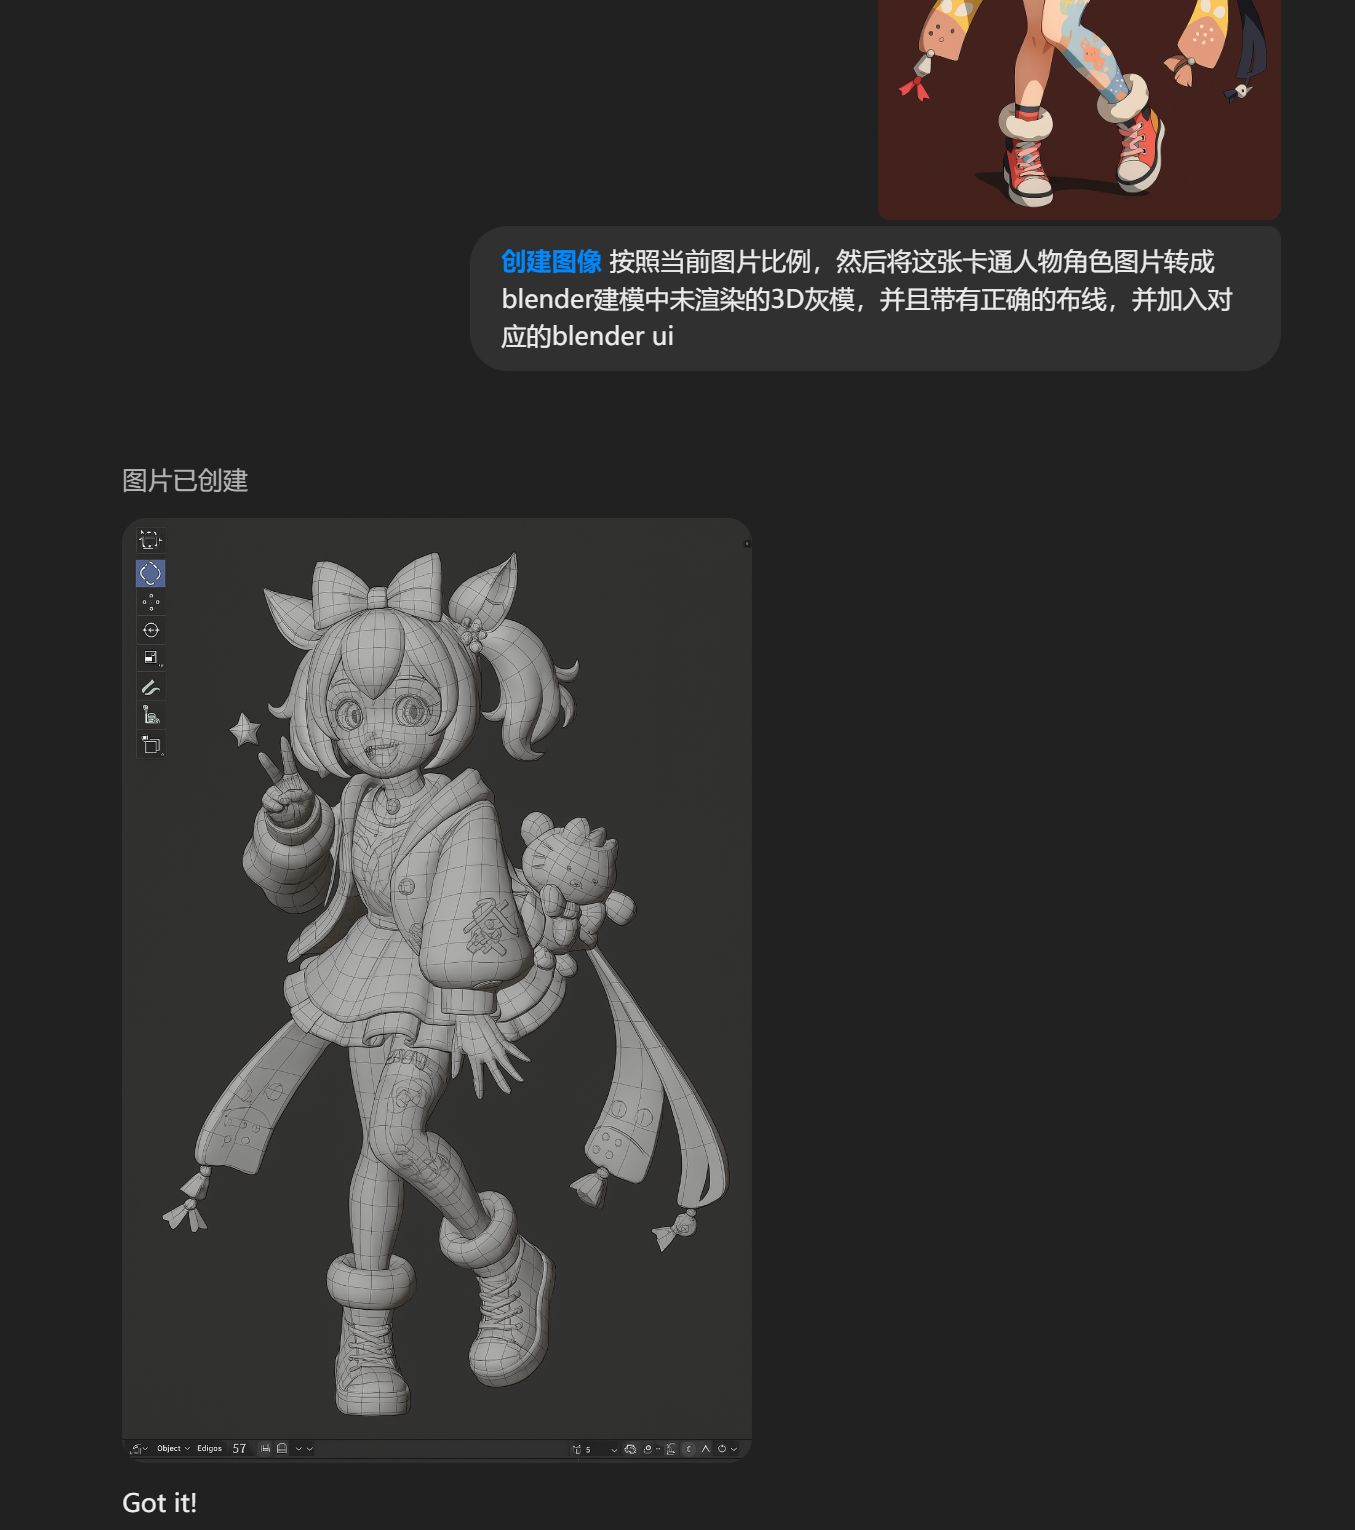 创建图像 按照当前图片比例，然后将这张卡通人物角色图片转成
blender建模中未渲染的3D灰模，并且带有正确的布线，并加入对
应的blender ui
图片已创建
Object Edigos 57 5
Got it!